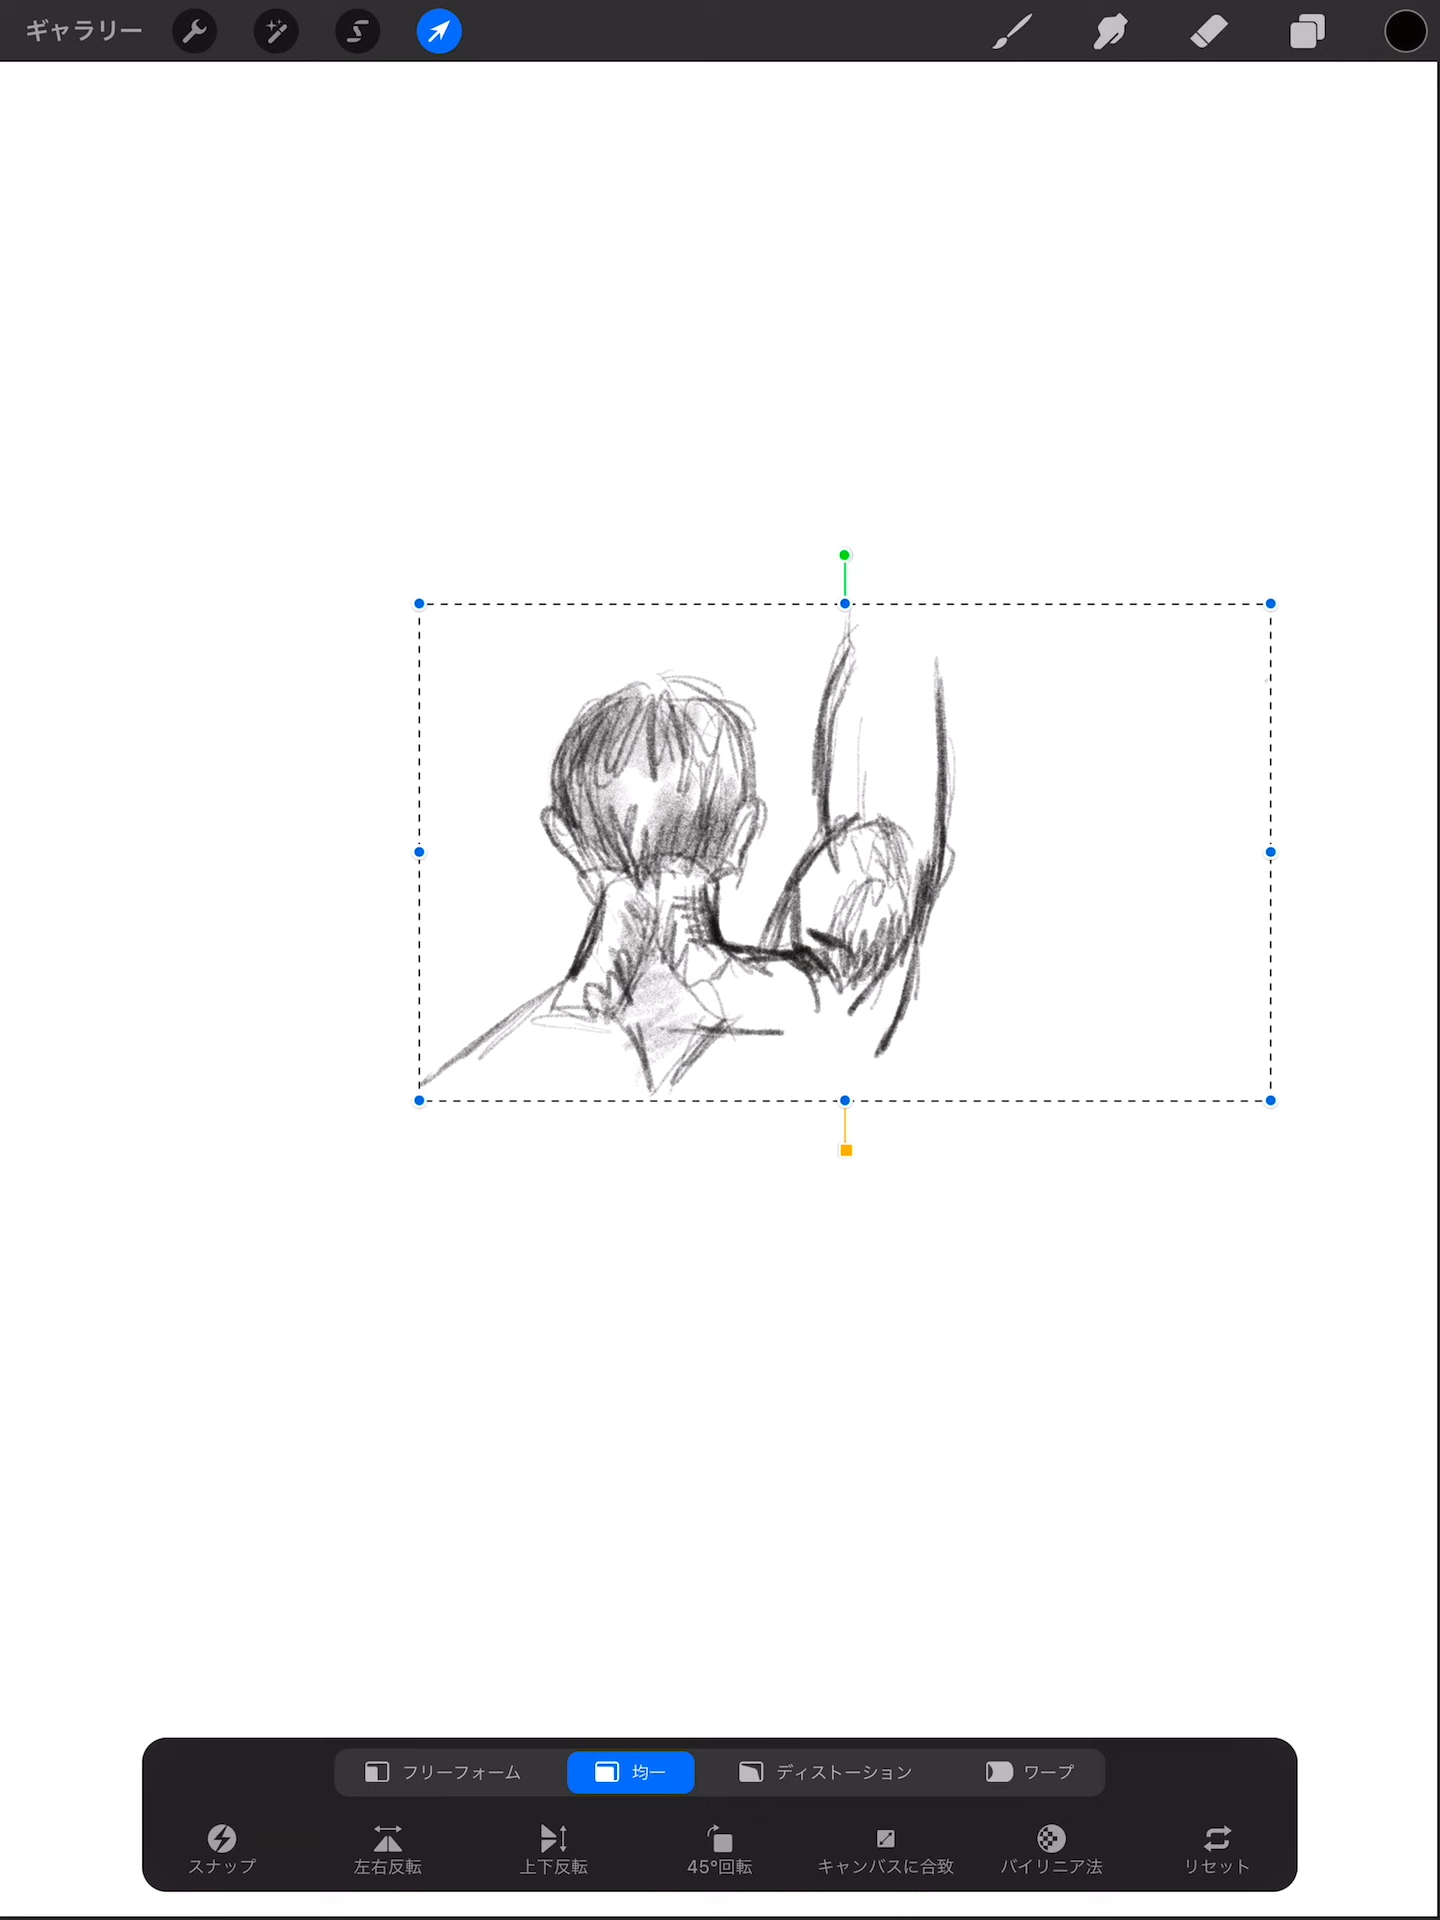 ギャラリー
フリーフォーム 均一 ディストーション ワープ
スナップ 左右反転 上下反転 45°回転 キャンバスに合致 バイリニア法 リセット